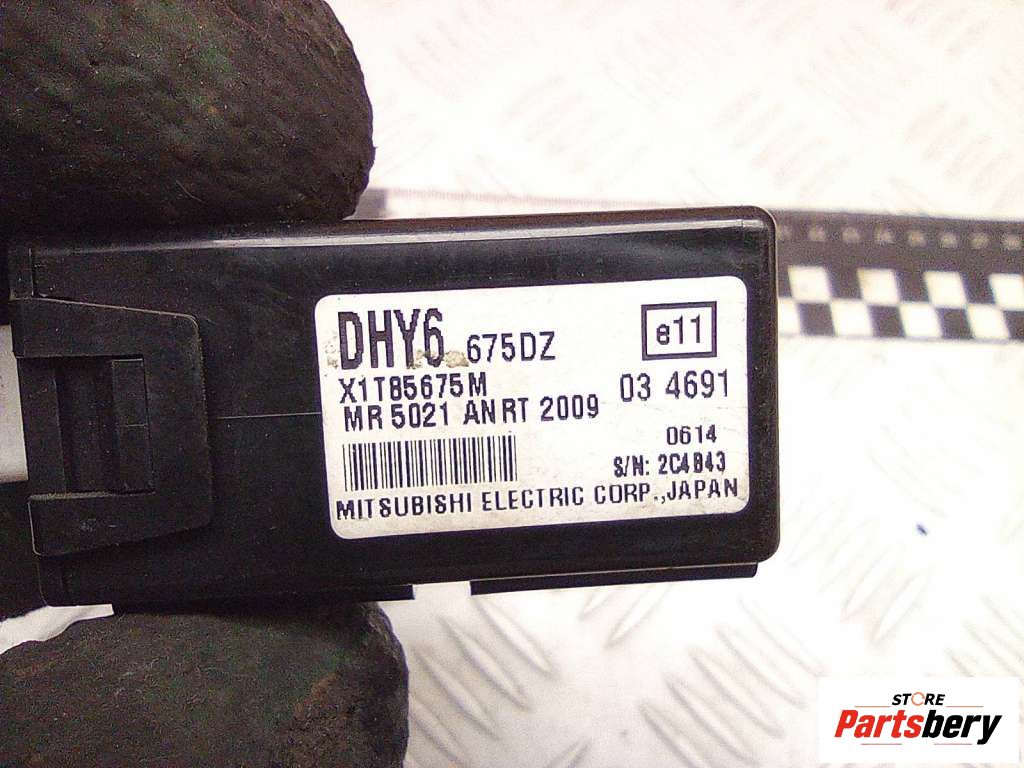 DHY6 675DZ
e11
X1T85675M
03 4691
MR 5021 ANRT 2009
0614
S/N: 2C4B43
MITSUBISHI ELECTRIC CORP.,JAPAN
STORE
Partsbery